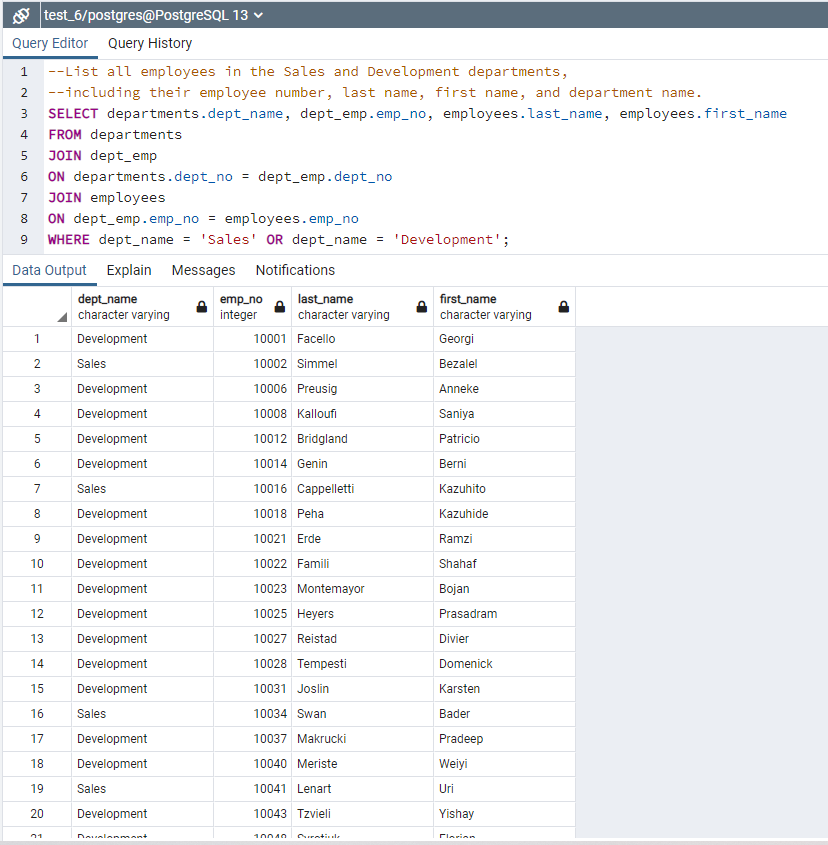 test_6/postgres@PostgreSQL 13
Query Editor Query History
1 --List all employees in the Sales and Development departments,
2 --including their employee number, last name, first name, and department name.
3 SELECT departments.dept_name, dept_emp.emp_no, employees.last_name, employees.first_name
4 FROM departments
5 JOIN dept_emp
6 ON departments.dept_no = dept_emp.dept_no
7 JOIN employees
8 ON dept_emp.emp_no = employees.emp_no
9 WHERE dept_name = 'Sales' OR dept_name = 'Development';
Data Output Explain Messages Notifications
dept_name emp_no last_name first_name
character varying integer character varying character varying
1 Development 10001 Facello Georgi
2 Sales 10002 Simmel Bezalel
3 Development 10006 Preusig Anneke
4 Development 10008 Kalloufi Saniya
5 Development 10012 Bridgland Patricio
6 Development 10014 Genin Berni
7 Sales 10016 Cappelletti Kazuhito
8 Development 10018 Peha Kazuhide
9 Development 10021 Erde Ramzi
10 Development 10022 Famili Shahaf
11 Development 10023 Montemayor Bojan
12 Development 10025 Heyers Prasadram
13 Development 10027 Reistad Divier
14 Development 10028 Tempesti Domenick
15 Development 10031 Joslin Karsten
16 Sales 10034 Swan Bader
17 Development 10037 Makrucki Pradeep
18 Development 10040 Meriste Weiyi
19 Sales 10041 Lenart Uri
20 Development 10043 Tzvieli Yishay
21 Development 10048